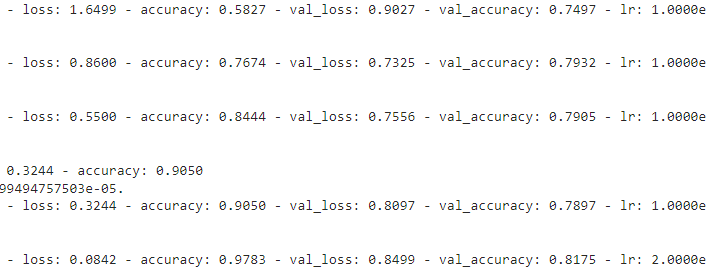 - loss: 1.6499 - accuracy: 0.5827 - val_loss: 0.9027 - val_accuracy: 0.7497 - lr: 1.0000e
- loss: 0.8600 - accuracy: 0.7674 - val_loss: 0.7325 - val_accuracy: 0.7932 - lr: 1.0000e
- loss: 0.5500 - accuracy: 0.8444 - val_loss: 0.7556 - val_accuracy: 0.7905 - lr: 1.0000e
0.3244 - accuracy: 0.9050
99494757503e-05.
- loss: 0.3244 - accuracy: 0.9050 - val_loss: 0.8097 - val_accuracy: 0.7897 - lr: 1.0000e
- loss: 0.0842 - accuracy: 0.9783 - val_loss: 0.8499 - val_accuracy: 0.8175 - lr: 2.0000e